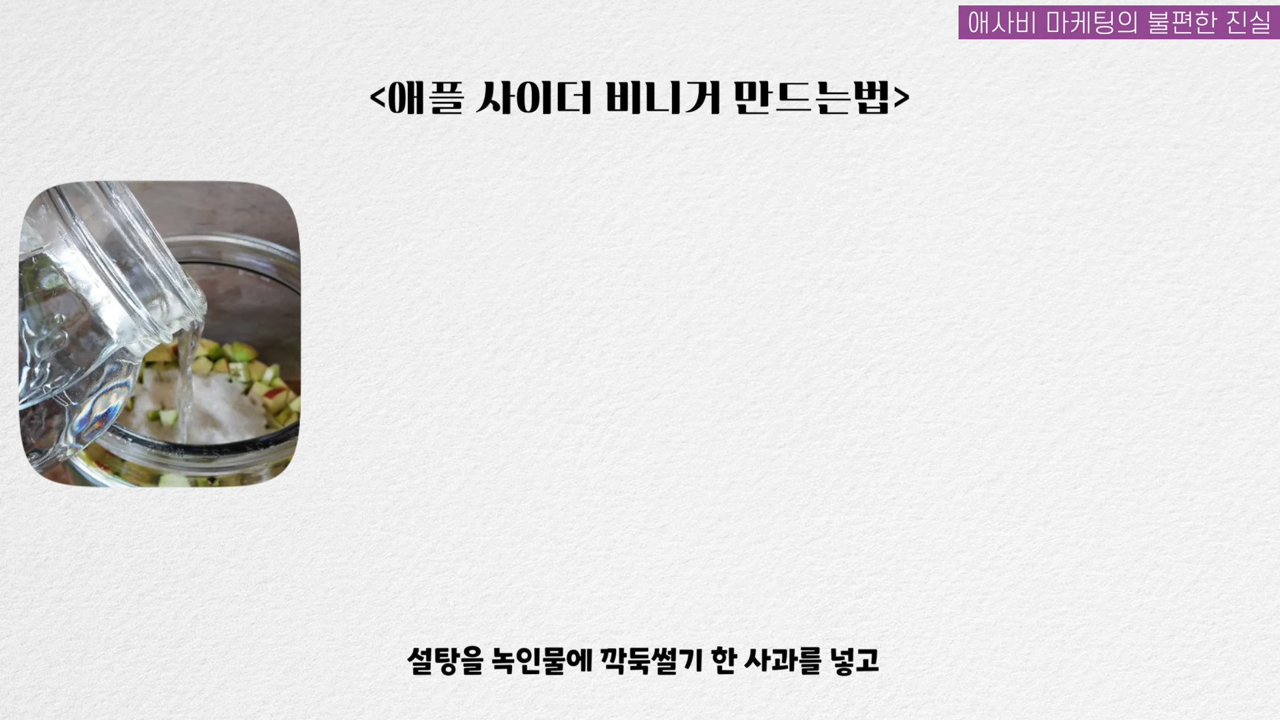 애사비 마케팅의 불편한 진실
<애플 사이더 비니거 만드는법>
설탕을 녹인물에 깍둑썰기 한 사과를 넣고